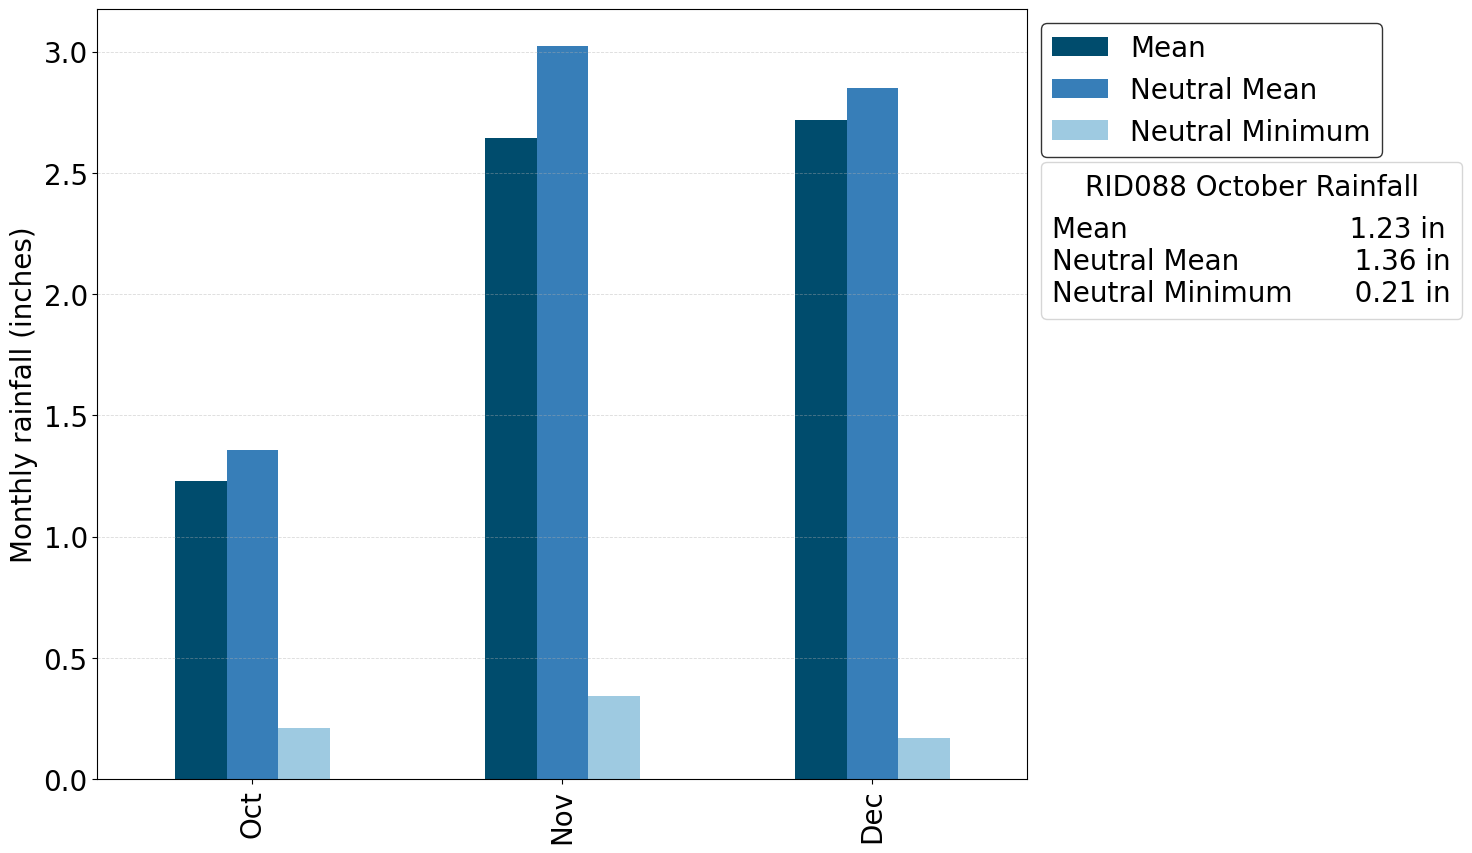 Monthly rainfall (inches)
3.0
2.5
2.0
1.5
1.0
0.5
0.0
Oct
Nov
Dec
Mean
Neutral Mean
Neutral Minimum
RID088 October Rainfall
Mean 1.23 in
Neutral Mean 1.36 in
Neutral Minimum 0.21 in